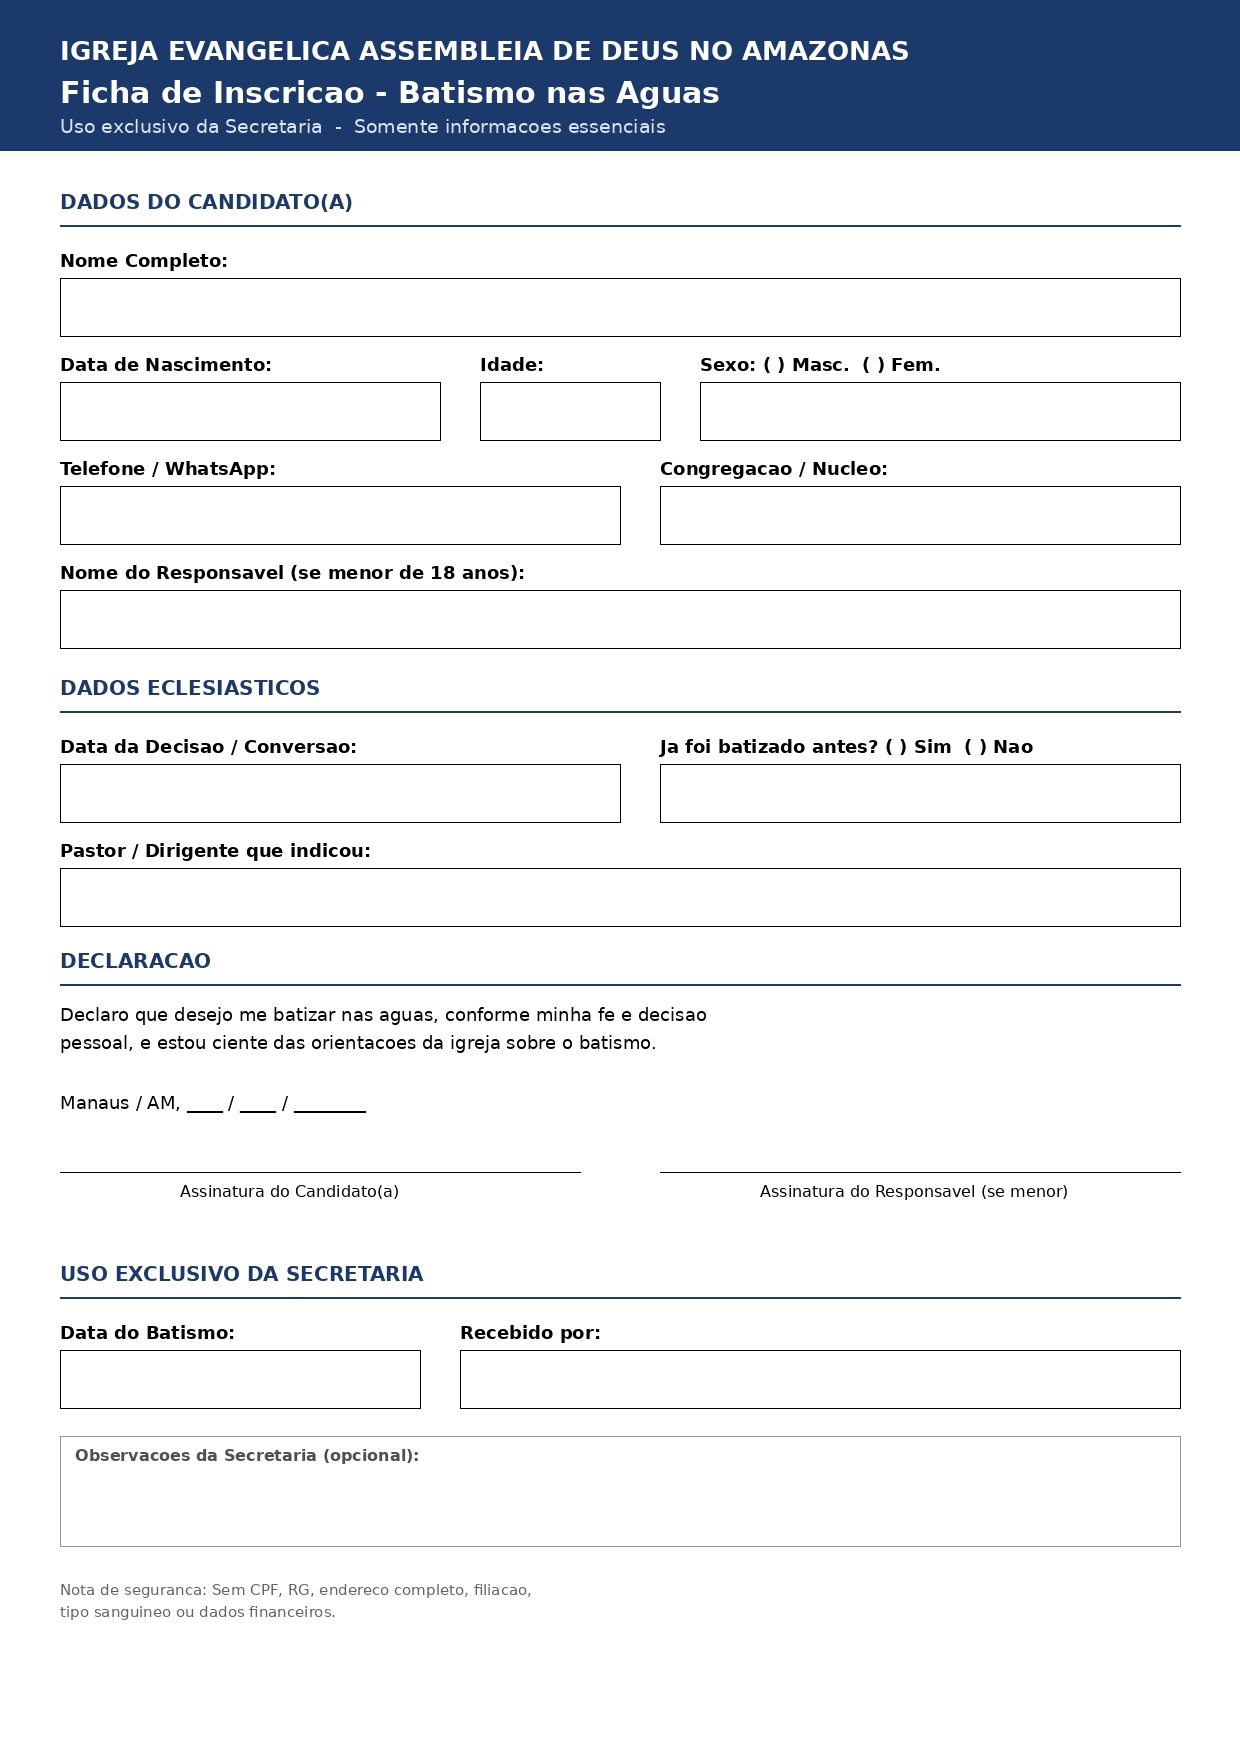 IGREJA EVANGELICA ASSEMBLEIA DE DEUS NO AMAZONAS
Ficha de Inscricao - Batismo nas Aguas
Uso exclusivo da Secretaria - Somente informacoes essenciais
DADOS DO CANDIDATO(A)
Nome Completo:
Data de Nascimento: Idade: Sexo: ( ) Masc. ( ) Fem.
Telefone / WhatsApp: Congregacao / Nucleo:
Nome do Responsavel (se menor de 18 anos):
DADOS ECLESIASTICOS
Data da Decisao / Conversao: Ja foi batizado antes? ( ) Sim ( ) Nao
Pastor / Dirigente que indicou:
DECLARACAO
Declaro que desejo me batizar nas aguas, conforme minha fe e decisao
pessoal, e estou ciente das orientacoes da igreja sobre o batismo.
Manaus / AM, ____ / ____ / ________
Assinatura do Candidato(a) Assinatura do Responsavel (se menor)
USO EXCLUSIVO DA SECRETARIA
Data do Batismo: Recebido por:
Observacoes da Secretaria (opcional):
Nota de seguranca: Sem CPF, RG, endereco completo, filiacao,
tipo sanguineo ou dados financeiros.